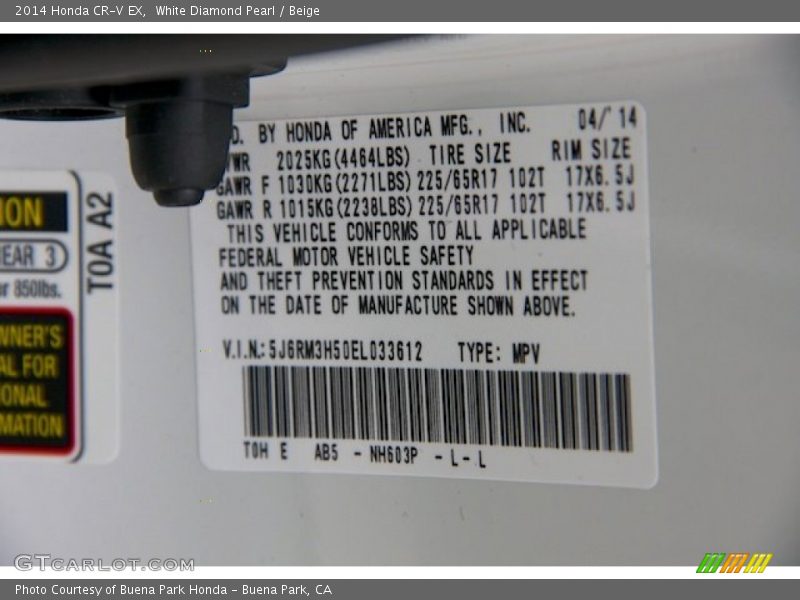 2014 Honda CR-V EX,  White Diamond Pearl / Beige
D. BY HONDA OF AMERICA MFG., INC. 04/'14
2025KG(4464LBS) TIRE SIZE RIM SIZE
GAWR F 1030KG(2271LBS) 225/65R17 102T 17X6.5J
GAWR R 1015KG(2238LBS) 225/65R17 102T 17X6.5J
THIS VEHICLE CONFORMS TO ALL APPLICABLE
FEDERAL MOTOR VEHICLE SAFETY
AND THEFT PREVENTION STANDARDS IN EFFECT
ON THE DATE OF MANUFACTURE SHOWN ABOVE.
V.I.N.: 5J6RM3H50EL033612 TYPE: MPV
T0H E AB5 - NH603P - L - L
ION
REAR 3
or 850lbs.
T0A A2
WNER'S
AL FOR
IONAL
MATION
GTCARLOT.COM
Photo Courtesy of Buena Park Honda - Buena Park, CA